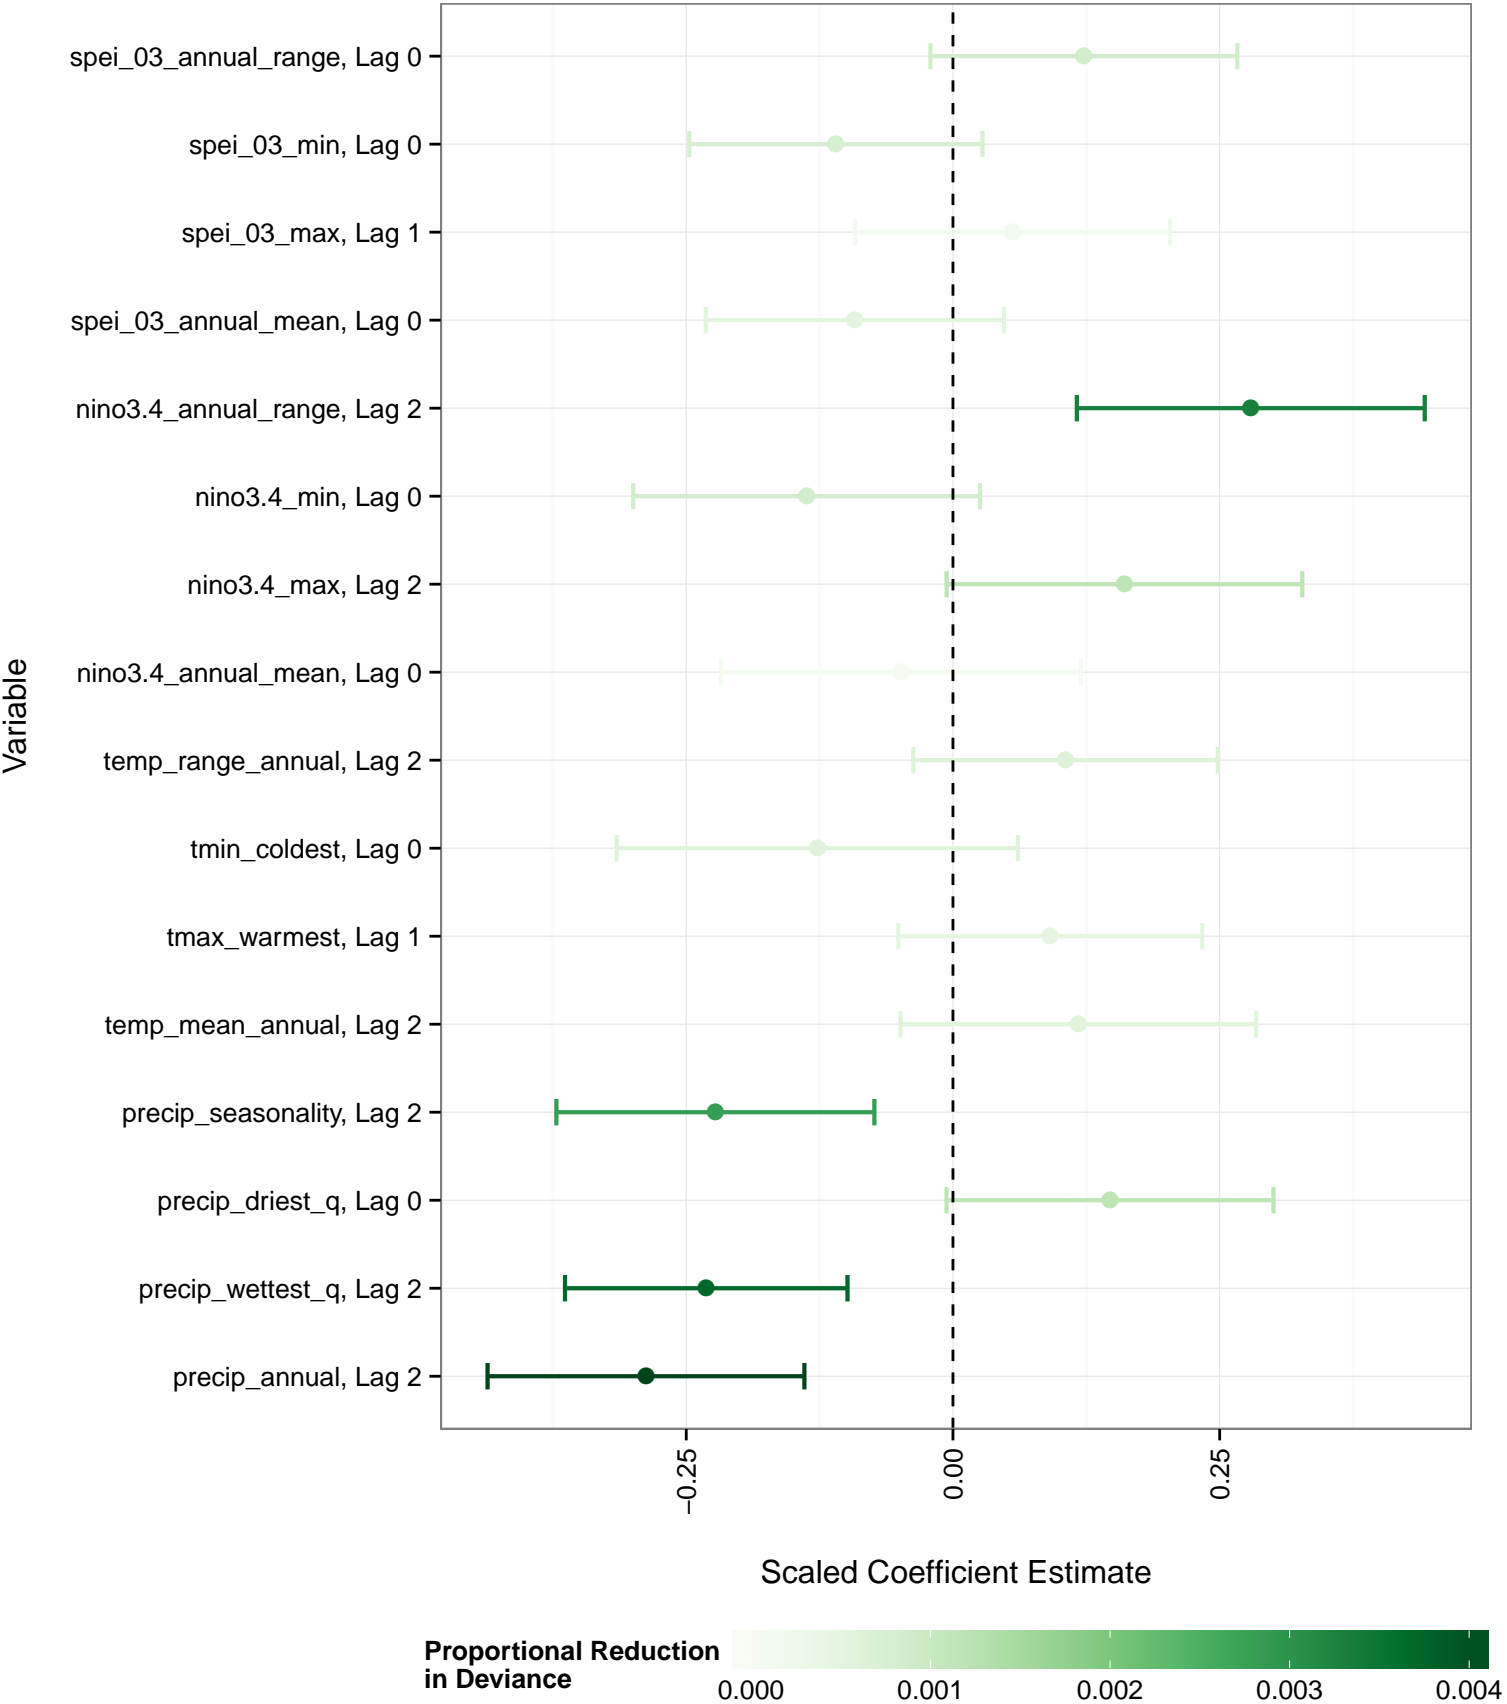 spei_03_annual_range, Lag 0
spei_03_min, Lag 0
spei_03_max, Lag 1
spei_03_annual_mean, Lag 0
nino3.4_annual_range, Lag 2
nino3.4_min, Lag 0
nino3.4_max, Lag 2
nino3.4_annual_mean, Lag 0
temp_range_annual, Lag 2
tmin_coldest, Lag 0
tmax_warmest, Lag 1
temp_mean_annual, Lag 2
precip_seasonality, Lag 2
precip_driest_q, Lag 0
precip_wettest_q, Lag 2
precip_annual, Lag 2
Variable
−0.25 0.00 0.25
Scaled Coefficient Estimate
Proportional Reduction
in Deviance
0.000 0.001 0.002 0.003 0.004